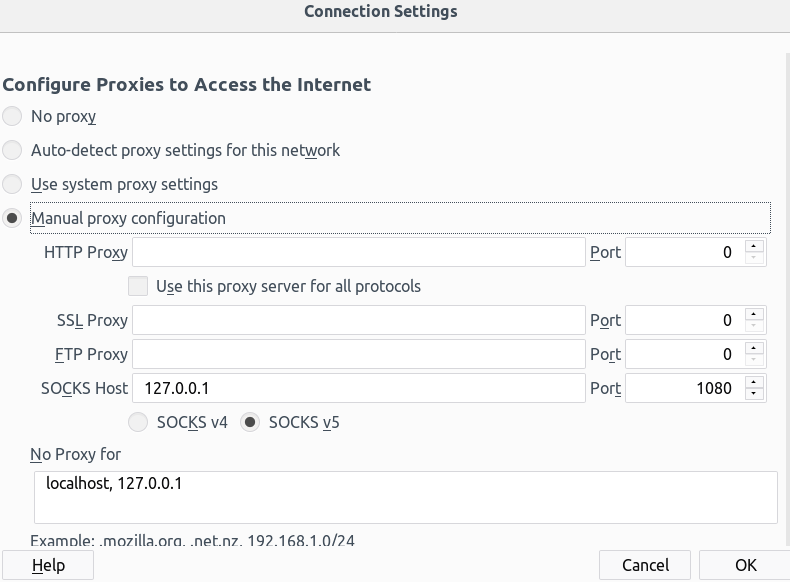 Connection Settings
Configure Proxies to Access the Internet
No proxy
Auto-detect proxy settings for this network
Use system proxy settings
Manual proxy configuration
HTTP Proxy Port 0
Use this proxy server for all protocols
SSL Proxy Port 0
FTP Proxy Port 0
SOCKS Host 127.0.0.1 Port 1080
SOCKS v4 SOCKS v5
No Proxy for
localhost, 127.0.0.1
Example: .mozilla.org, .net.nz, 192.168.1.0/24
Help Cancel OK